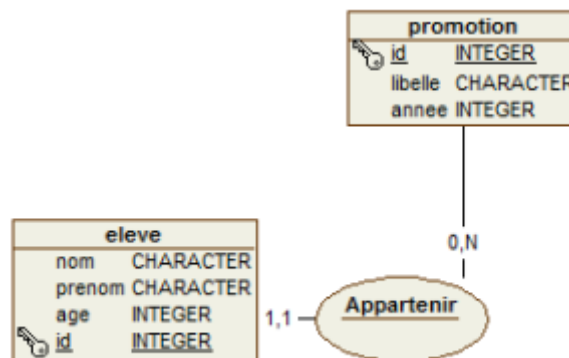 promotion
id INTEGER
libelle CHARACTER
annee INTEGER
0,N
eleve
nom CHARACTER
prenom CHARACTER
age INTEGER
id INTEGER
1,1
Appartenir